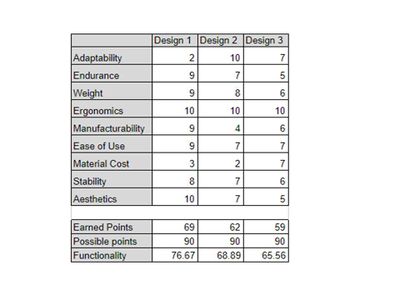 Design 1 Design 2 Design 3
Adaptability 2 10 7
Endurance 9 7 5
Weight 9 8 6
Ergonomics 10 10 10
Manufacturability 9 4 6
Ease of Use 9 7 7
Material Cost 3 2 7
Stability 8 7 6
Aesthetics 10 7 5
Earned Points 69 62 59
Possible points 90 90 90
Functionality 76.67 68.89 65.56